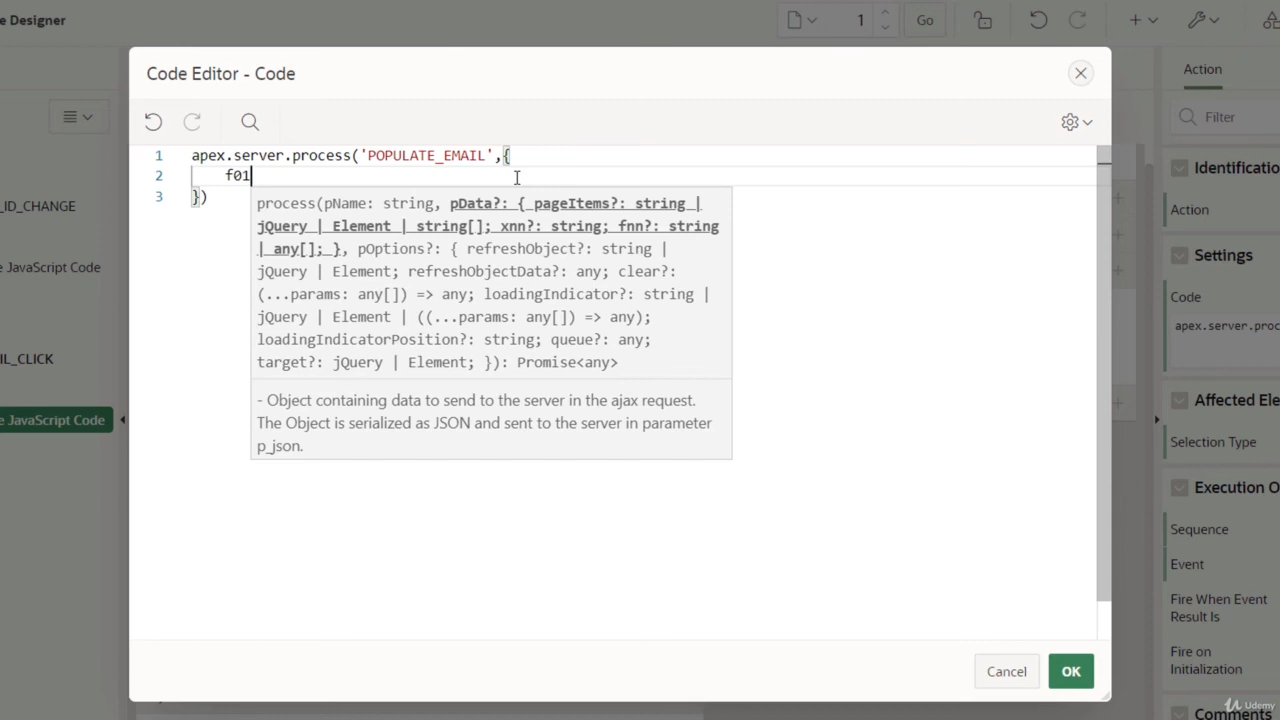 e Designer
1
Go
Action
Filter
Code Editor - Code
1 apex.server.process('POPULATE_EMAIL',{
2 f01
3 })
process(pName: string, pData?: { pageItems?: string |
jQuery | Element | string[]; xnn?: string; fnn?: string
| any[]; }, pOptions?: { refreshObject?: string |
jQuery | Element; refreshObjectData?: any; clear?:
(...params: any[]) => any; loadingIndicator?: string |
jQuery | Element | ((...params: any[]) => any);
loadingIndicatorPosition?: string; queue?: any;
target?: jQuery | Element; }): Promise<any>
- Object containing data to send to the server in the ajax request.
The Object is serialized as JSON and sent to the server in parameter
p_json.
_ID_CHANGE
e JavaScript Code
IL_CLICK
e JavaScript Code
Identificatio
Action
Settings
Code
apex.server.proc
Affected Ele
Selection Type
Execution O
Sequence
Event
Fire When Event
Result Is
Fire on
Initialization
Comments
Cancel
OK
Udemy